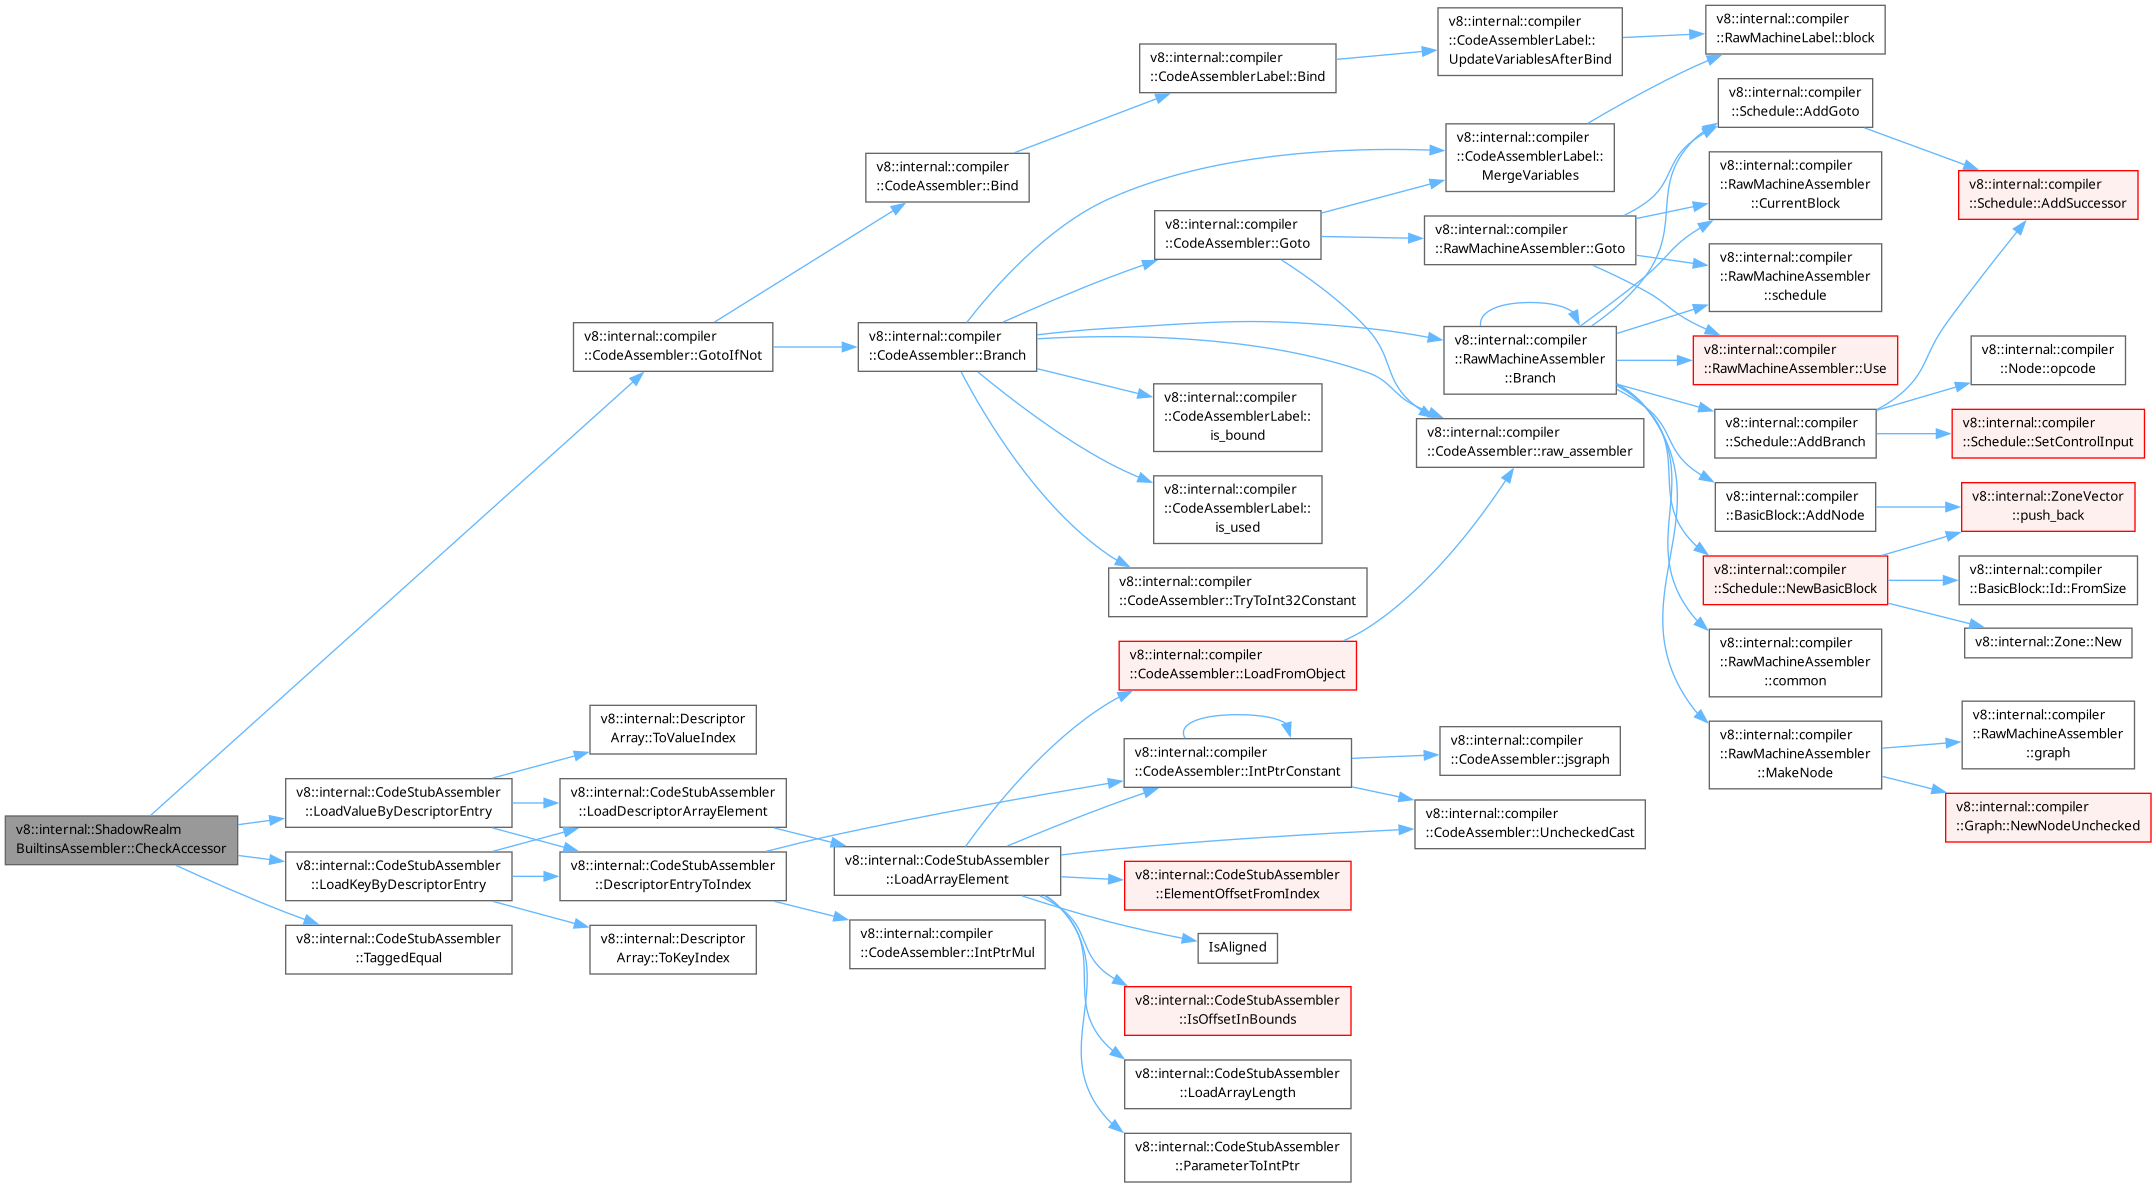 v8::internal::ShadowRealm
BuiltinsAssembler::CheckAccessor
v8::internal::compiler
::CodeAssembler::GotoIfNot
v8::internal::compiler
::CodeAssembler::Bind
v8::internal::compiler
::CodeAssemblerLabel::Bind
v8::internal::compiler
::CodeAssemblerLabel::
UpdateVariablesAfterBind
v8::internal::compiler
::RawMachineLabel::block
v8::internal::compiler
::CodeAssembler::Branch
v8::internal::compiler
::CodeAssemblerLabel::
MergeVariables
v8::internal::compiler
::CodeAssembler::Goto
v8::internal::compiler
::RawMachineAssembler::Goto
v8::internal::compiler
::Schedule::AddGoto
v8::internal::compiler
::Schedule::AddSuccessor
v8::internal::compiler
::RawMachineAssembler
::CurrentBlock
v8::internal::compiler
::RawMachineAssembler
::schedule
v8::internal::compiler
::RawMachineAssembler::Use
v8::internal::compiler
::RawMachineAssembler
::Branch
v8::internal::compiler
::CodeAssembler::raw_assembler
v8::internal::compiler
::CodeAssemblerLabel::
is_bound
v8::internal::compiler
::CodeAssemblerLabel::
is_used
v8::internal::compiler
::CodeAssembler::TryToInt32Constant
v8::internal::compiler
::Schedule::AddBranch
v8::internal::compiler
::Node::opcode
v8::internal::compiler
::Schedule::SetControlInput
v8::internal::compiler
::BasicBlock::AddNode
v8::internal::ZoneVector
::push_back
v8::internal::compiler
::Schedule::NewBasicBlock
v8::internal::compiler
::BasicBlock::Id::FromSize
v8::internal::Zone::New
v8::internal::compiler
::RawMachineAssembler
::common
v8::internal::compiler
::RawMachineAssembler
::MakeNode
v8::internal::compiler
::RawMachineAssembler
::graph
v8::internal::compiler
::Graph::NewNodeUnchecked
v8::internal::CodeStubAssembler
::LoadValueByDescriptorEntry
v8::internal::Descriptor
Array::ToValueIndex
v8::internal::CodeStubAssembler
::LoadDescriptorArrayElement
v8::internal::CodeStubAssembler
::LoadKeyByDescriptorEntry
v8::internal::CodeStubAssembler
::DescriptorEntryToIndex
v8::internal::Descriptor
Array::ToKeyIndex
v8::internal::CodeStubAssembler
::TaggedEqual
v8::internal::CodeStubAssembler
::LoadArrayElement
v8::internal::compiler
::CodeAssembler::IntPtrMul
v8::internal::compiler
::CodeAssembler::LoadFromObject
v8::internal::compiler
::CodeAssembler::IntPtrConstant
v8::internal::compiler
::CodeAssembler::jsgraph
v8::internal::compiler
::CodeAssembler::UncheckedCast
v8::internal::CodeStubAssembler
::ElementOffsetFromIndex
IsAligned
v8::internal::CodeStubAssembler
::IsOffsetInBounds
v8::internal::CodeStubAssembler
::LoadArrayLength
v8::internal::CodeStubAssembler
::ParameterToIntPtr